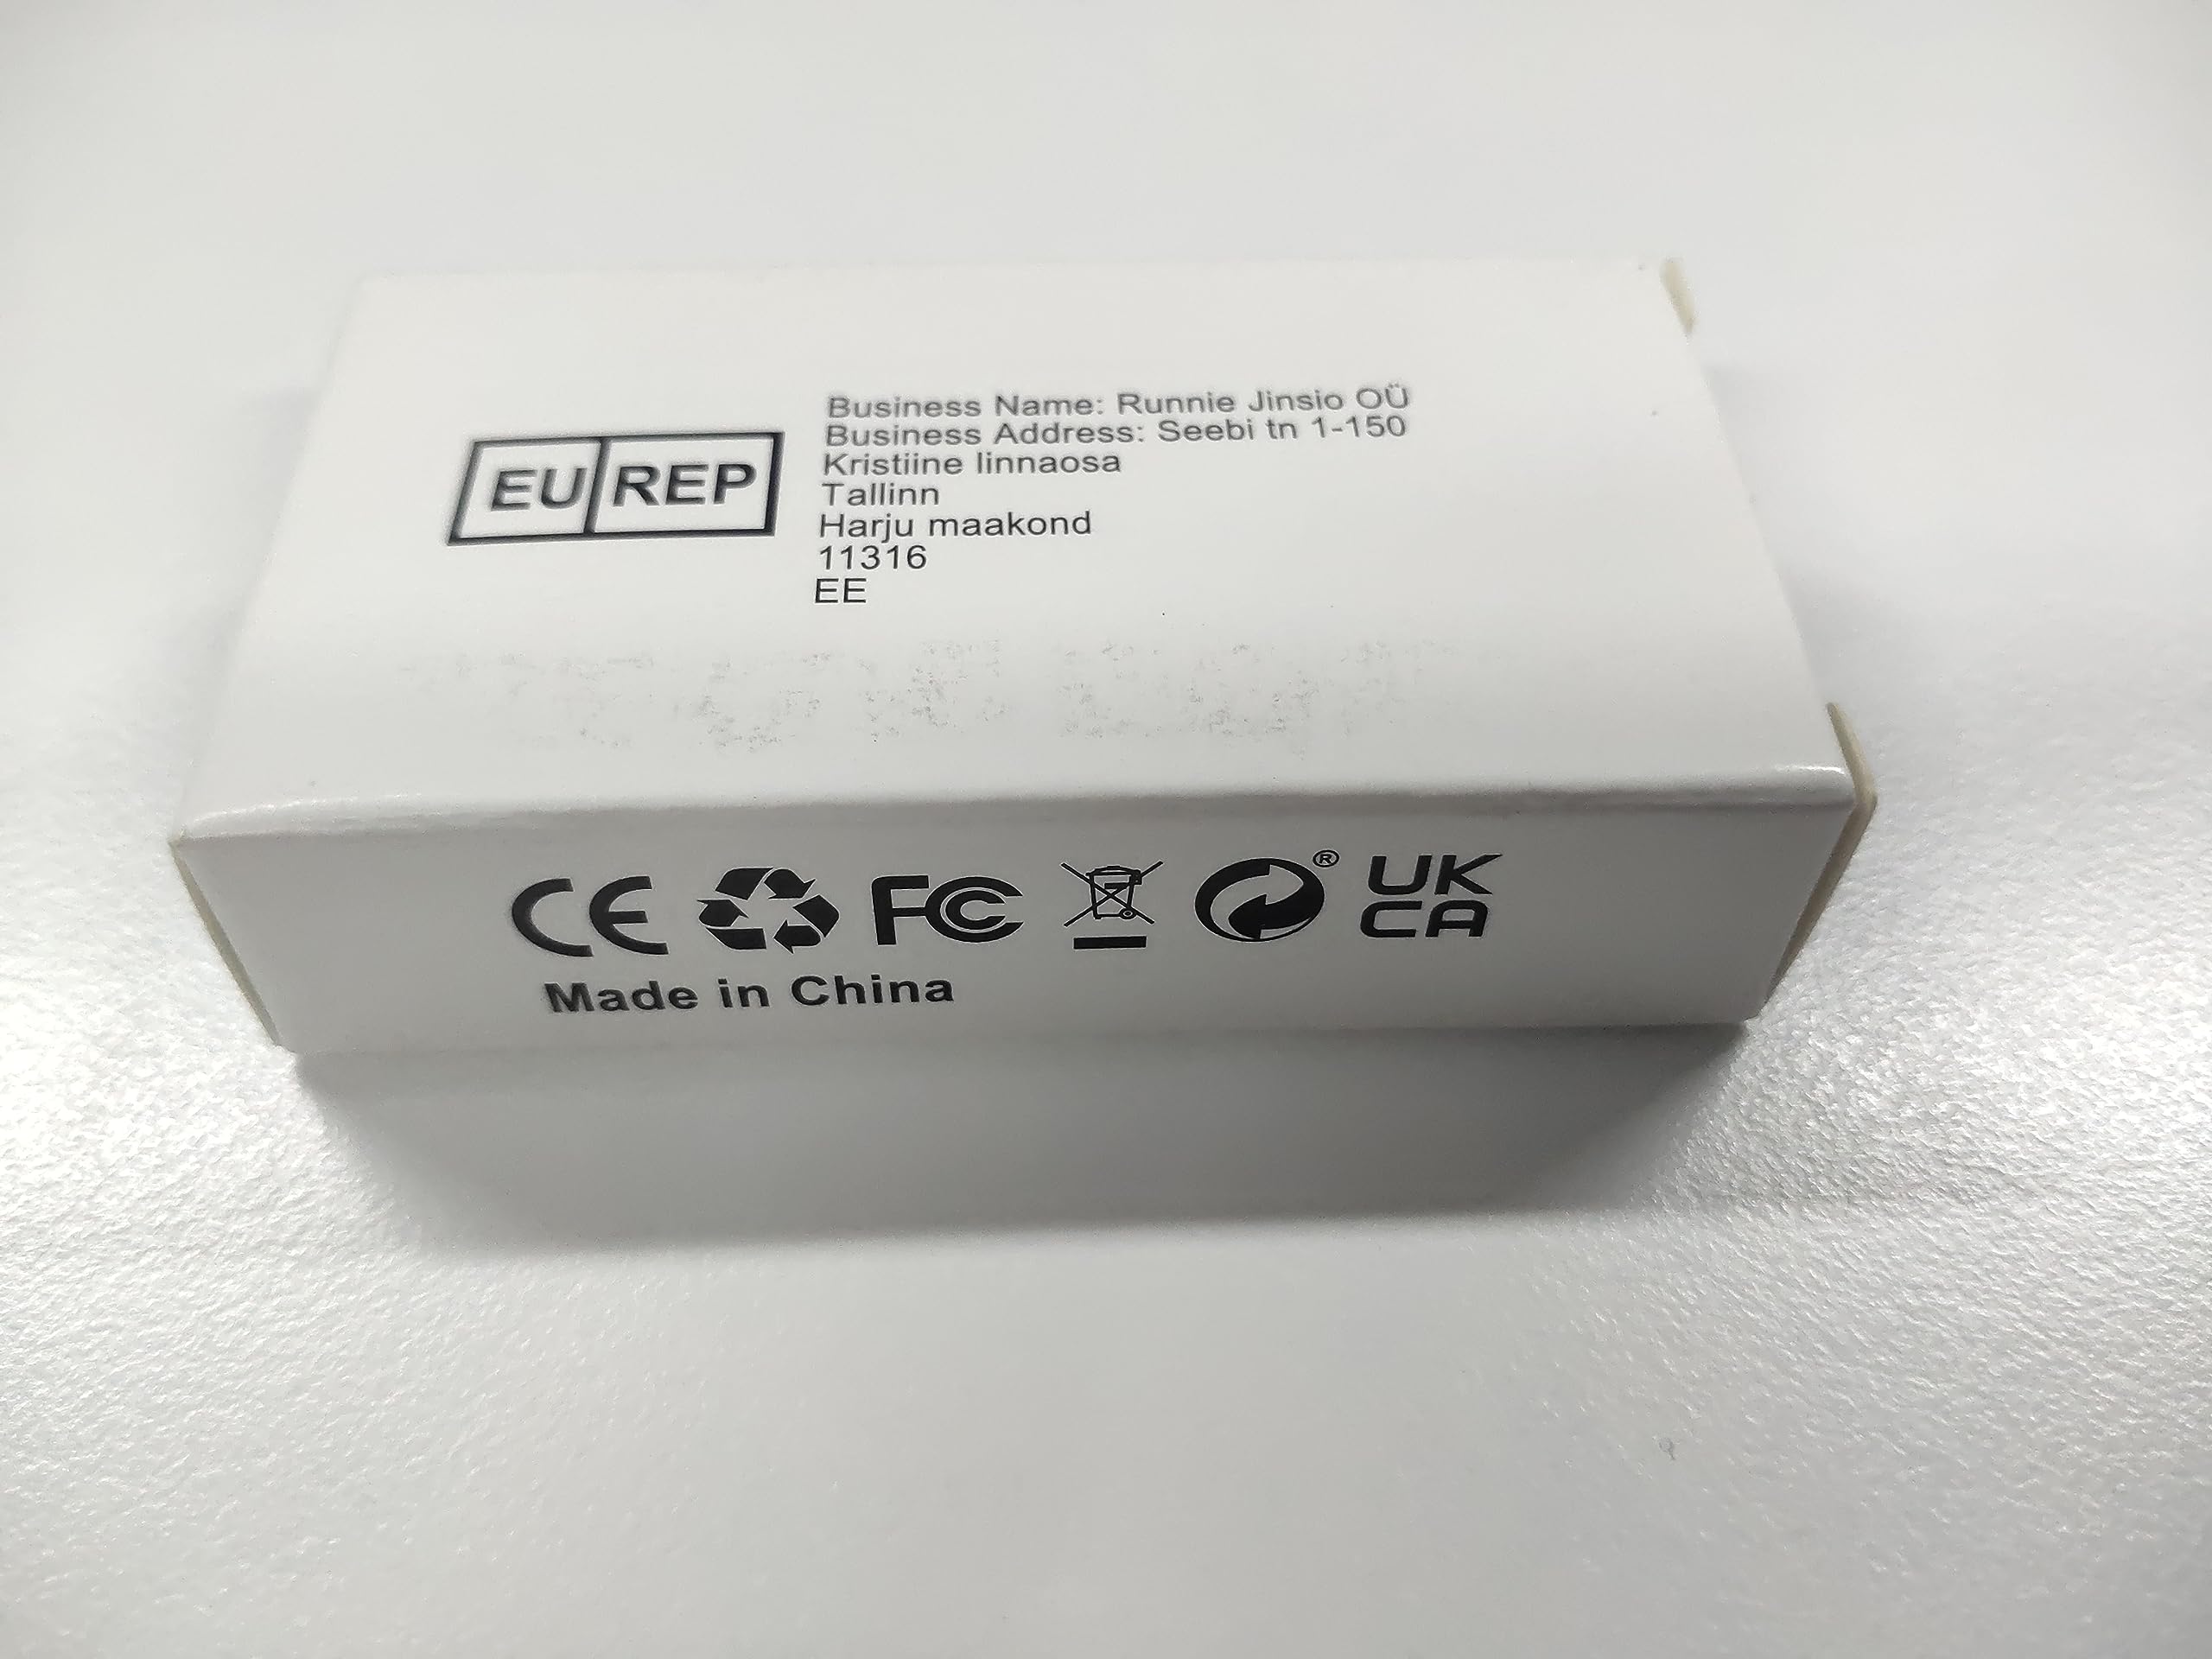 EU REP
Business Name: Runnie Jinsio OÜ
Business Address: Seebi tn 1-150
Kristiine linnaosa
Tallinn
Harju maakond
11316
EE
CE FC ® UK
CA
Made in China